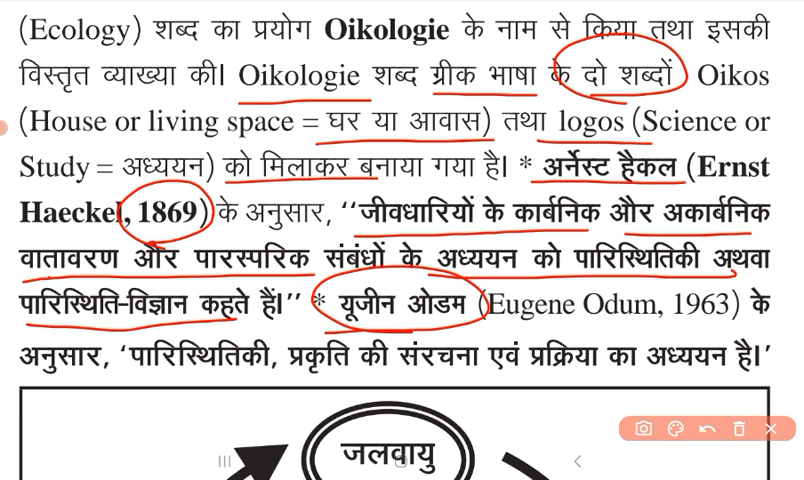 (Ecology) शब्द का प्रयोग Oikologie के नाम से किया तथा इसकी
विस्तृत व्याख्या की। Oikologie शब्द ग्रीक भाषा के दो शब्दों Oikos
(House or living space = घर या आवास) तथा logos (Science or
Study = अध्ययन) को मिलाकर बनाया गया है। * अर्नेस्ट हैकल (Ernst
Haeckel, 1869) के अनुसार, ‘‘जीवधारियों के कार्बनिक और अकार्बनिक
वातावरण और पारस्परिक संबंधों के अध्ययन को पारिस्थितिकी अथवा
पारिस्थिति-विज्ञान कहते हैं।’’ * यूजीन ओडम (Eugene Odum, 1963) के
अनुसार, ‘पारिस्थितिकी, प्रकृति की संरचना एवं प्रक्रिया का अध्ययन है।’
जलवायु